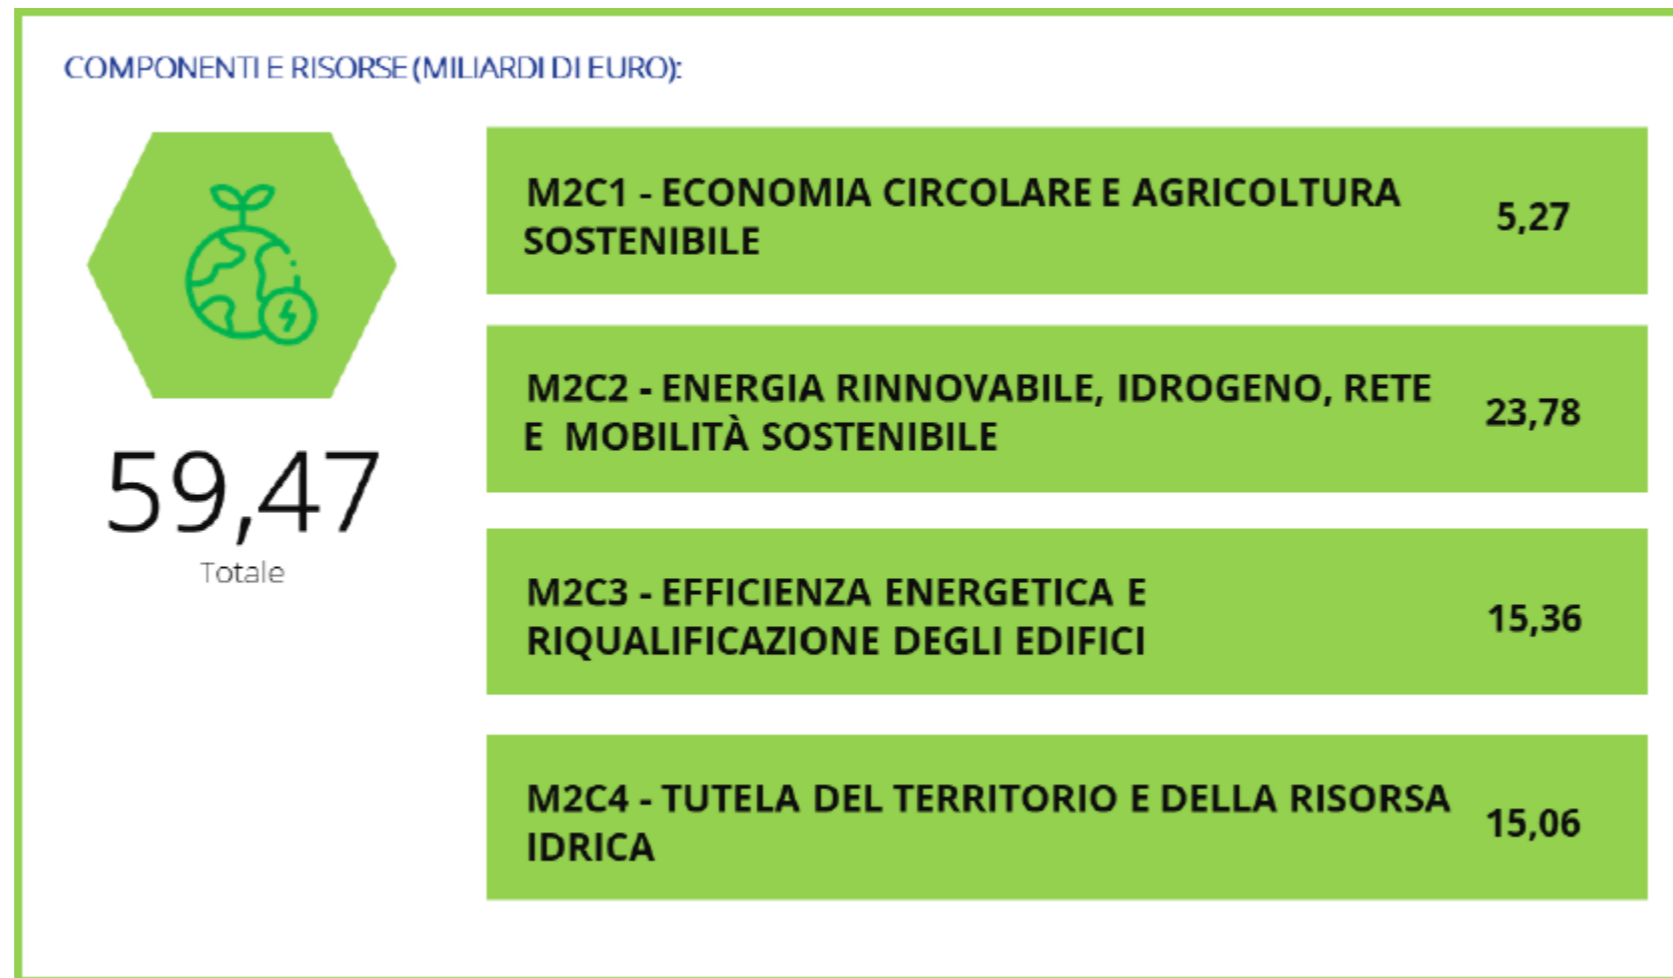 COMPONENTI E RISORSE (MILIARDI DI EURO):
59,47
Totale
M2C1 - ECONOMIA CIRCOLARE E AGRICOLTURA
SOSTENIBILE
5,27
M2C2 - ENERGIA RINNOVABILE, IDROGENO, RETE
E MOBILITÀ SOSTENIBILE
23,78
M2C3 - EFFICIENZA ENERGETICA E
RIQUALIFICAZIONE DEGLI EDIFICI
15,36
M2C4 - TUTELA DEL TERRITORIO E DELLA RISORSA
IDRICA
15,06